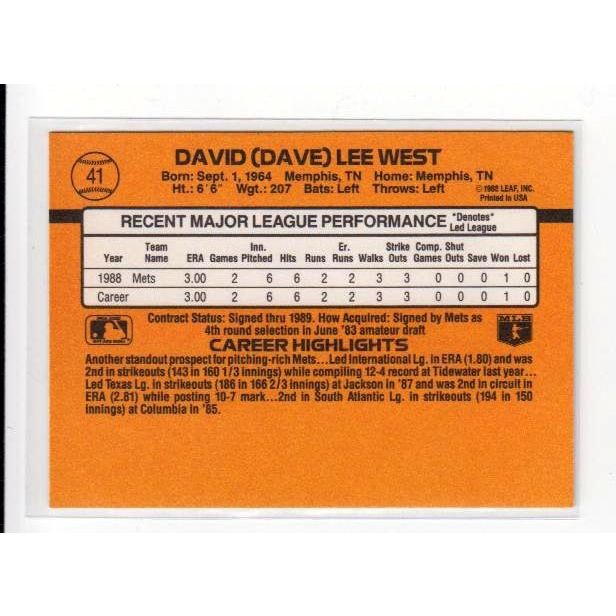 41
DAVID (DAVE) LEE WEST
Born: Sept. 1, 1964 Memphis, TN Home: Memphis, TN
Ht.: 6'6" Wgt.: 207 Bats: Left Throws: Left
©1988 LEAF, INC.
Printed in USA
RECENT MAJOR LEAGUE PERFORMANCE *Denotes* Led League
Year Team Name ERA Games Inn. Pitched Hits Runs Er. Runs Walks Strike Outs Comp. Games Shut Outs Save Won Lost
1988 Mets 3.00 2 6 6 2 2 3 3 0 0 0 1 0
Career 3.00 2 6 6 2 2 3 3 0 0 0 1 0
Contract Status: Signed thru 1989. How Acquired: Signed by Mets as
4th round selection in June '83 amateur draft
MLB
CAREER HIGHLIGHTS
Another standout prospect for pitching-rich Mets...Led International Lg. in ERA (1.80) and was
2nd in strikeouts (143 in 160 1/3 innings) while compiling 12-4 record at Tidewater last year...
Led Texas Lg. in strikeouts (186 in 166 2/3 innings) at Jackson in '87 and was 2nd in circuit in
ERA (2.81) while posting 10-7 mark...2nd in South Atlantic Lg. in strikeouts (194 in 150
innings) at Columbia in '85.